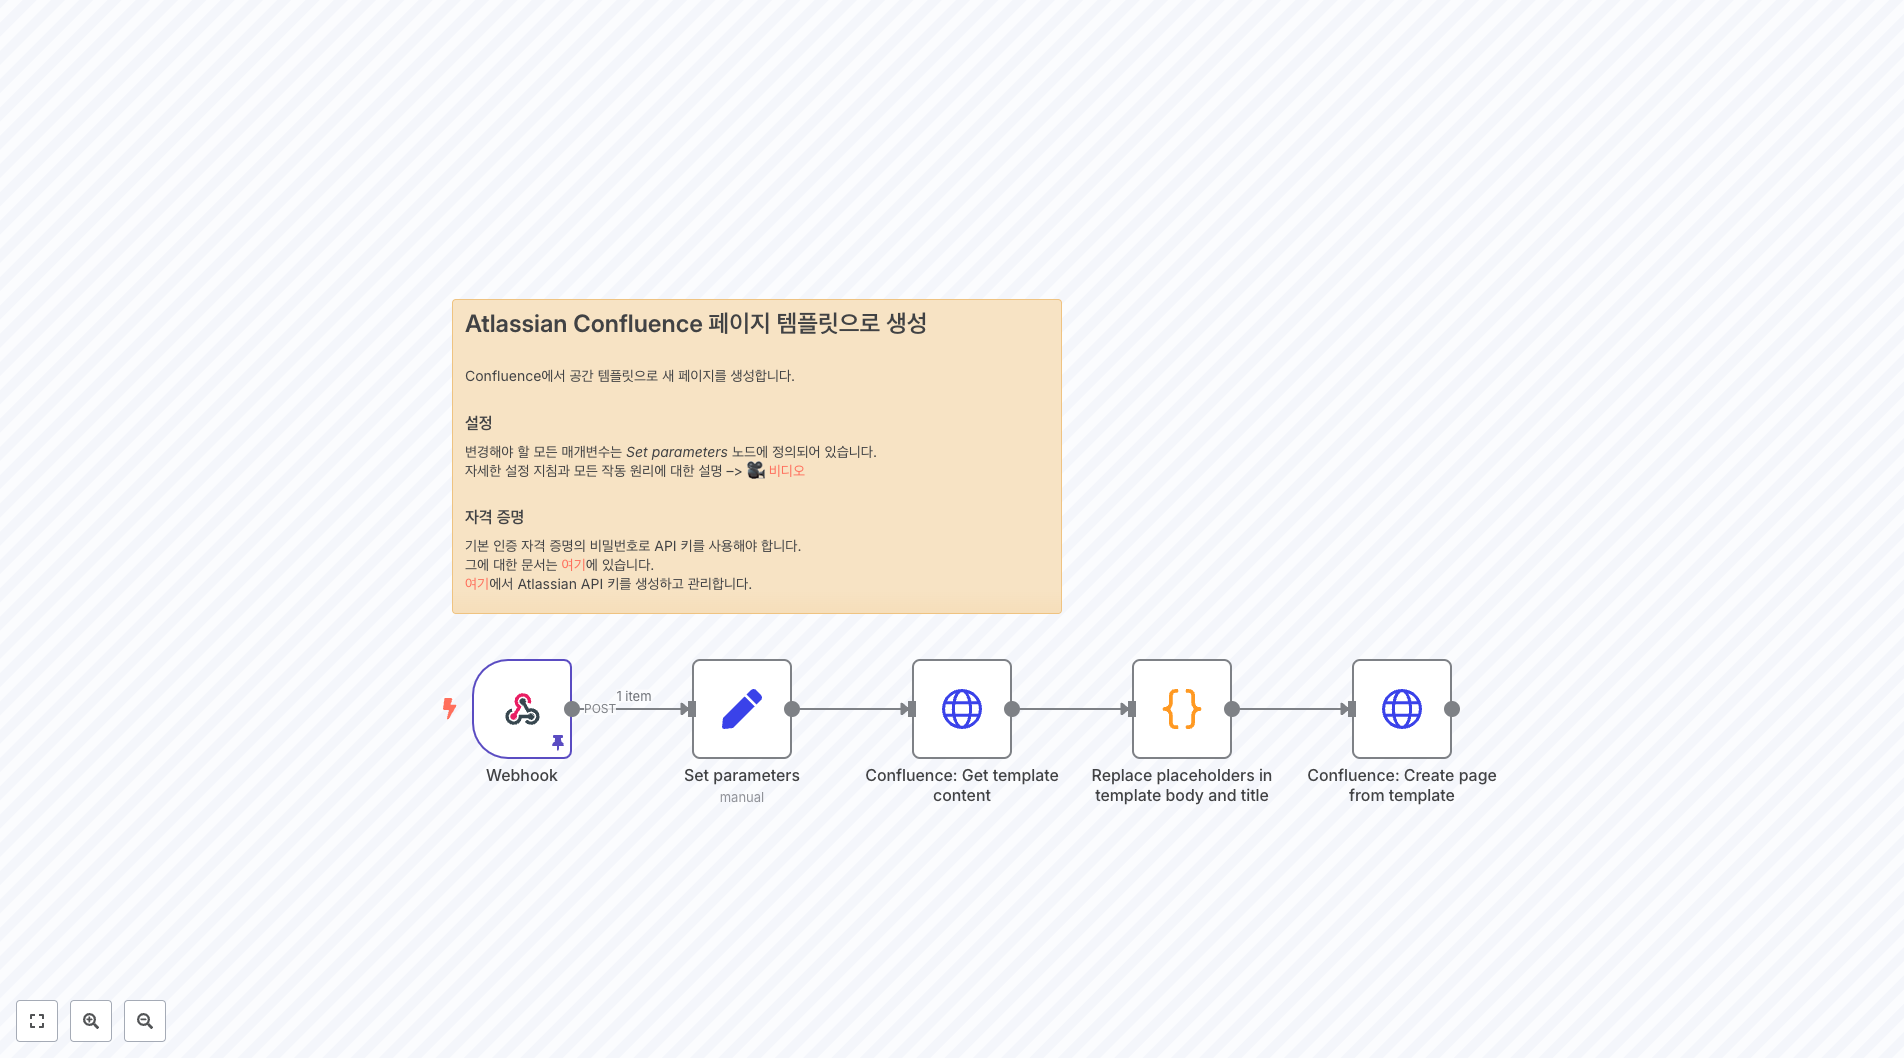 Atlassian Confluence 페이지 템플릿으로 생성
Confluence에서 공간 템플릿으로 새 페이지를 생성합니다.
설정
변경해야 할 모든 매개변수는 Set parameters 노드에 정의되어 있습니다.
자세한 설정 지침과 모든 작동 원리에 대한 설명 –> 🎥 비디오
자격 증명
기본 인증 자격 증명의 비밀번호로 API 키를 사용해야 합니다.
그에 대한 문서는 여기에 있습니다.
여기에서 Atlassian API 키를 생성하고 관리합니다.
1 item
POST
Webhook
Set parameters
manual
Confluence: Get template
content
Replace placeholders in
template body and title
Confluence: Create page
from template